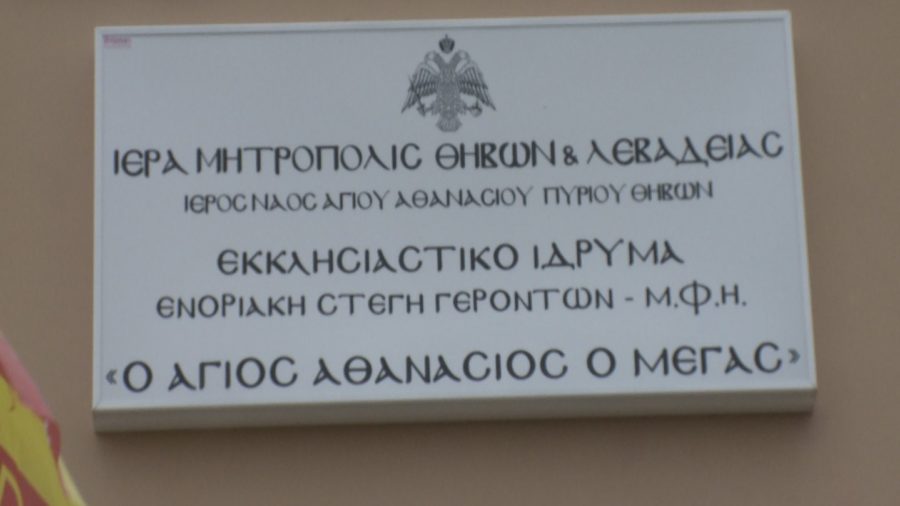 ΙΕΡΑ ΜΗΤΡΟΠΟΛΙΣ ΘΗΒΩΝ & ΛΕΒΑΔΕΙΑΣ
ΙΕΡΟΣ ΝΑΟΣ ΑΓΙΟΥ ΑΘΑΝΑΣΙΟΥ ΠΥΡΙΟΥ ΘΗΒΩΝ
ΕΚΚΛΗΣΙΑΣΤΙΚΟ ΙΔΡΥΜΑ
ΕΝΟΡΙΑΚΗ ΣΤΕΓΗ ΓΕΡΟΝΤΩΝ - Μ.Φ.Η.
«Ο ΑΓΙΟΣ ΑΘΑΝΑΣΙΟΣ Ο ΜΕΓΑΣ»